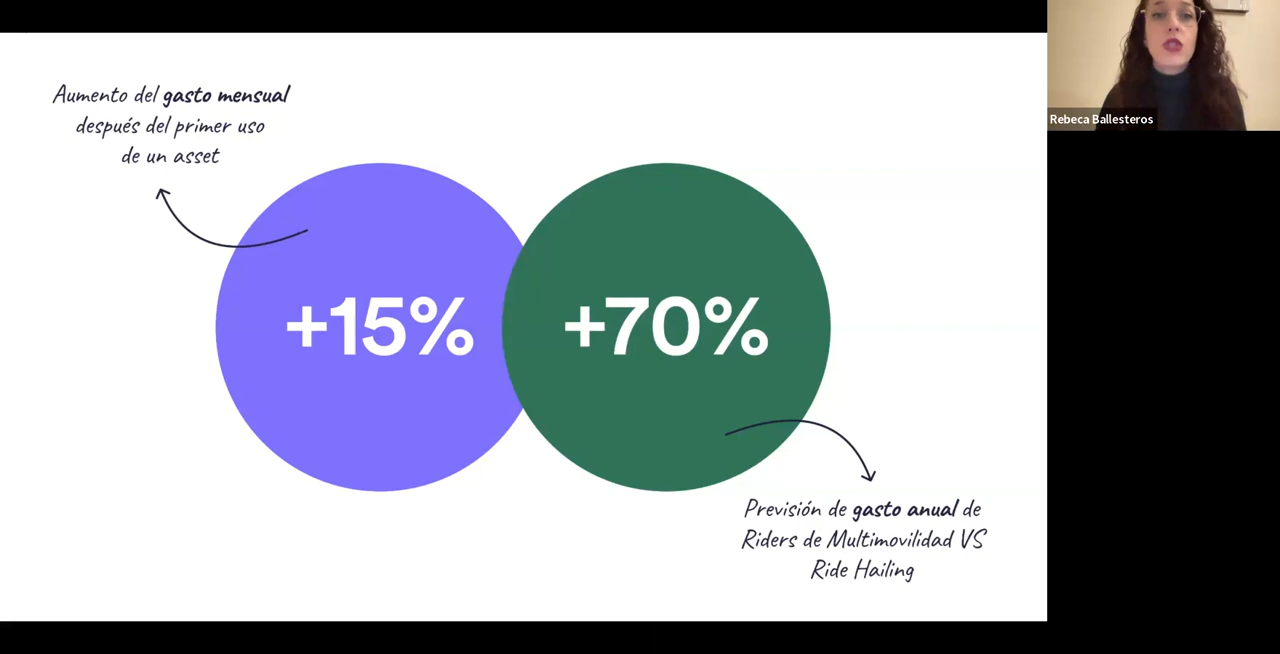 Aumento del gasto mensual
después del primer uso
de un asset
+15%
+70%
Previsión de gasto anual de
Riders de Multimovilidad VS
Ride Hailing
Rebeca Ballesteros